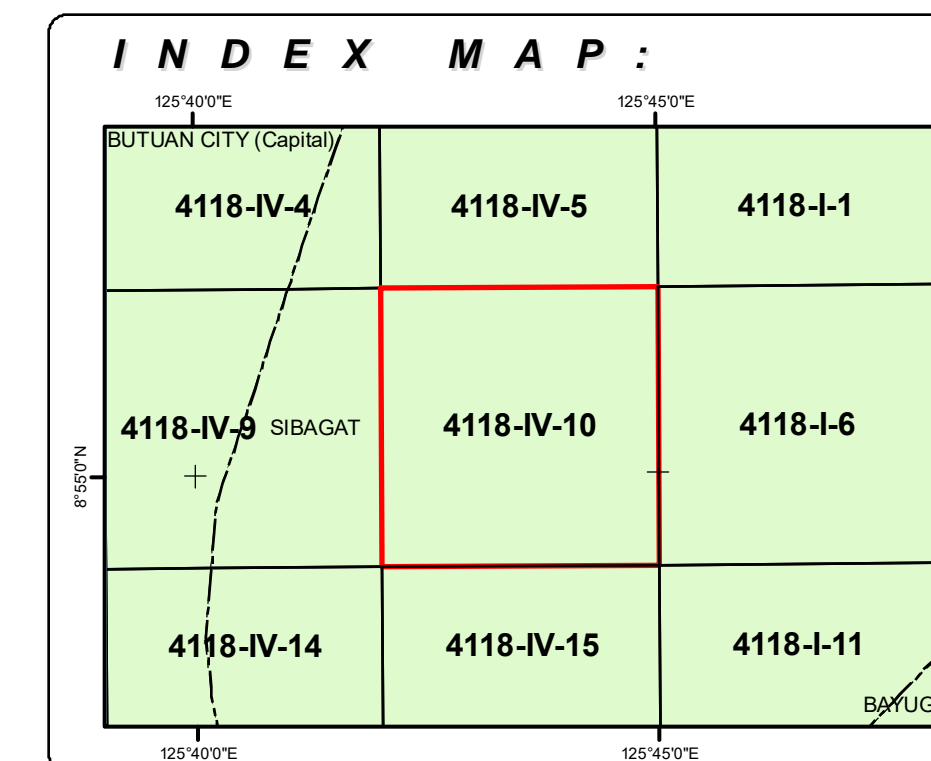 INDEX MAP:
125°40'0"E 125°45'0"E
BUTUAN CITY (Capital)
4118-IV-4 4118-IV-5 4118-I-1
4118-IV-9 SIBAGAT 4118-IV-10 4118-I-6
8°55'0"N
4118-IV-14 4118-IV-15 4118-I-11
BAYUG
125°40'0"E 125°45'0"E